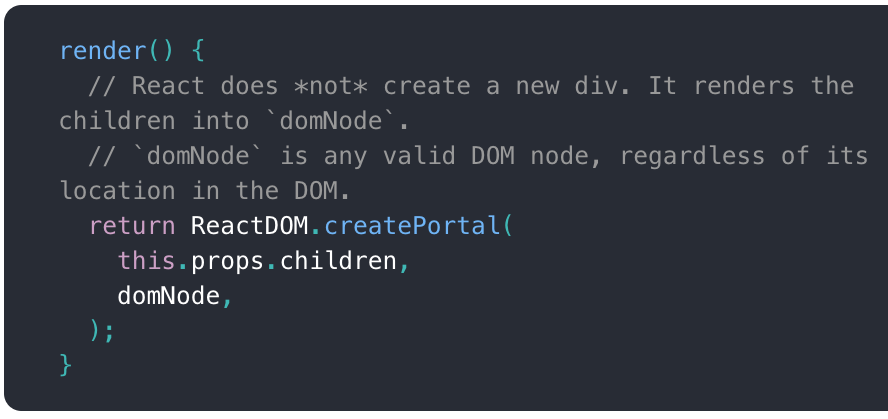 render() {
  // React does *not* create a new div. It renders the
children into `domNode`.
  // `domNode` is any valid DOM node, regardless of its
location in the DOM.
  return ReactDOM.createPortal(
    this.props.children,
    domNode,
  );
}